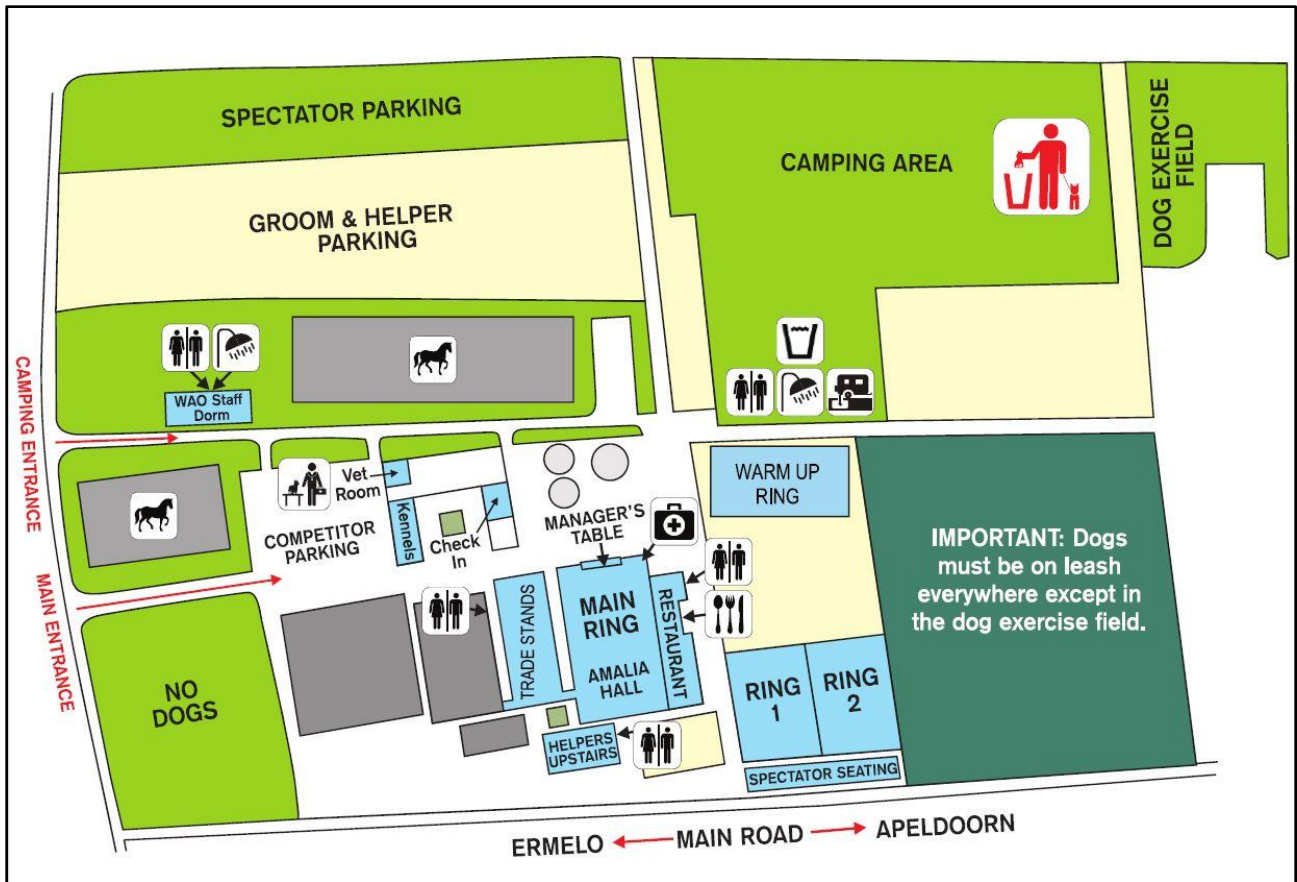 SPECTATOR PARKING
GROOM & HELPER
PARKING
CAMPING AREA
DOG EXERCISE
FIELD
WAO Staff
Dorm
CAMPING ENTRANCE
MAIN ENTRANCE
Vet
Room
COMPETITOR
PARKING
Kennels
Check
In
MANAGER'S
TABLE
WARM UP
RING
IMPORTANT: Dogs
must be on leash
everywhere except in
the dog exercise field.
TRADE STANDS
MAIN
RING
AMALIA
HALL
RESTAURANT
RING
1
RING
2
NO
DOGS
HELPERS
UPSTAIRS
SPECTATOR SEATING
ERMELO MAIN ROAD APELDOORN